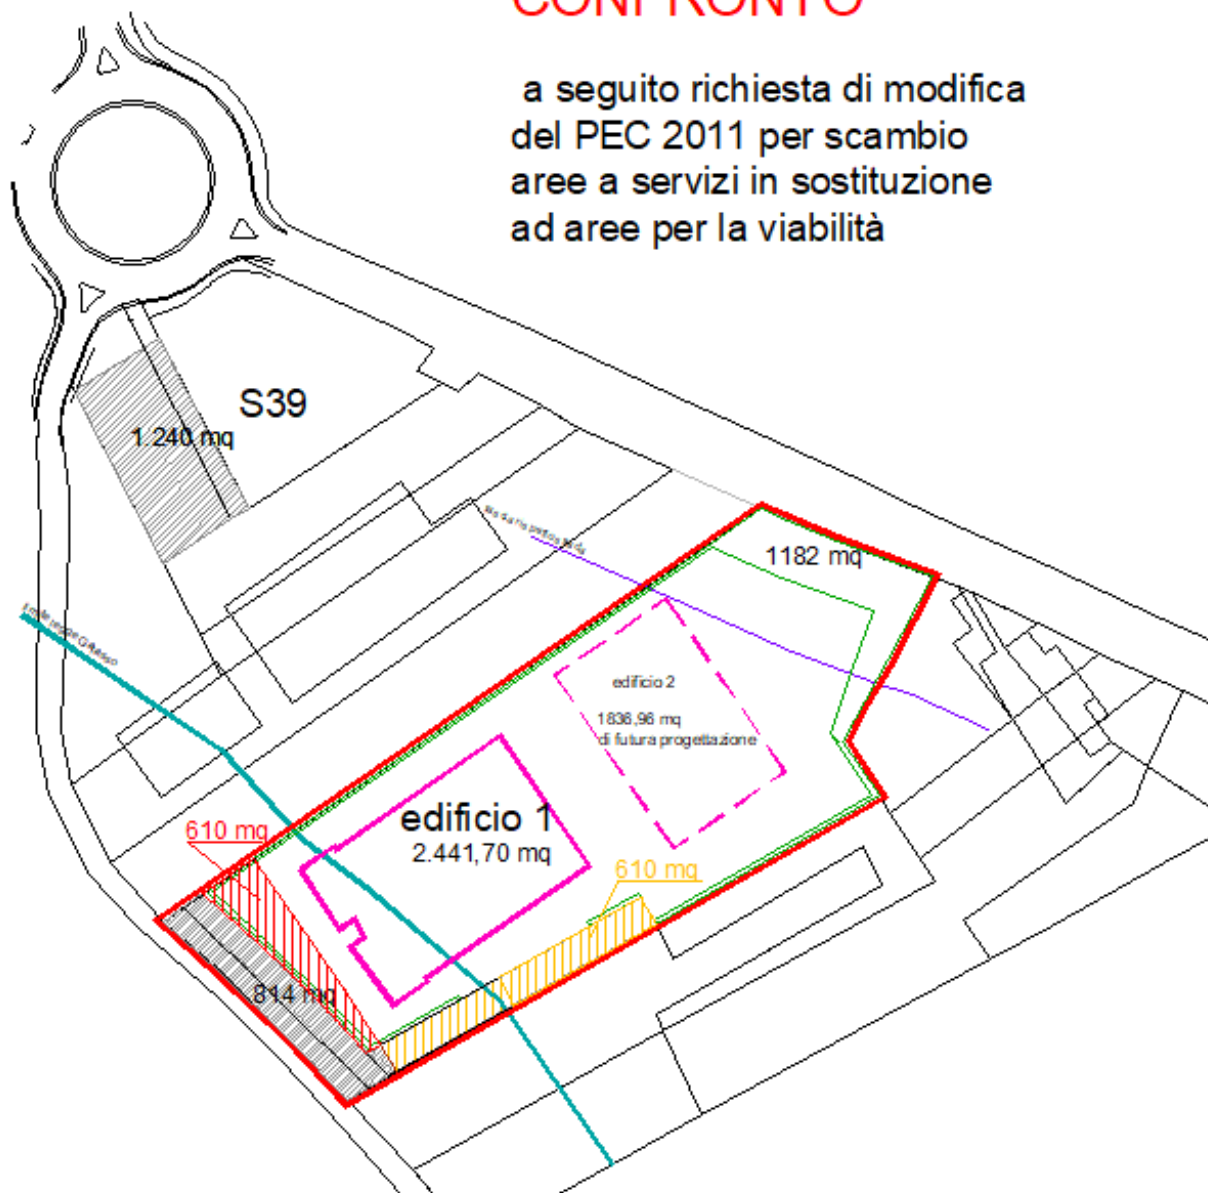 CONFRONTO
a seguito richiesta di modifica
del PEC 2011 per scambio
aree a servizi in sostituzione
ad aree per la viabilità
S39
1.240 mq
1182 mq
edificio 2
1836,96 mq
di futura progettazione
edificio 1
2.441,70 mq
610 mq
610 mq
814 mq